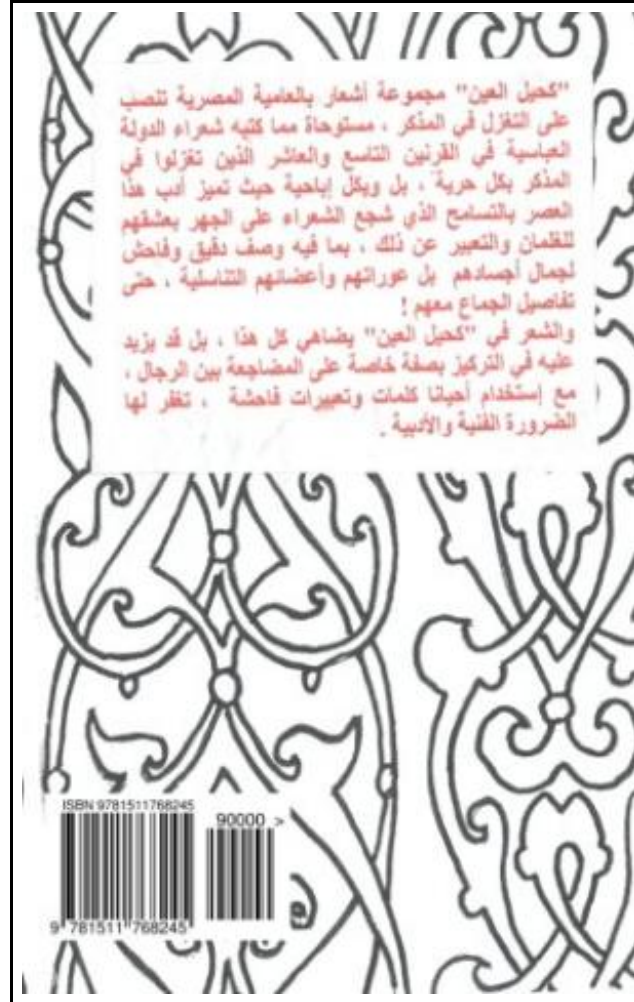 "كحيل العين" مجموعة أشعار بالعامية المصرية تنصب
على التغزل في المذكر ، مستوحاة مما كتبه شعراء الدولة
العباسية في القرنين التاسع والعاشر الذين تغزلوا في
المذكر بكل حرية ، بل وبكل إباحية حيث تميز أدب هذا
العصر بالتسامح الذي شجع الشعراء على الجهر بعشقهم
للغلمان والتعبير عن ذلك ، بما فيه وصف دقيق وفاحش
لجمال أجسادهم بل عوراتهم وأعضائهم التناسلية ، حتى
تفاصيل الجماع معهم !
والشعر في "كحيل العين" يضاهي كل هذا ، بل قد يزيد
عليه في التركيز بصفة خاصة على المضاجعة بين الرجال ،
مع إستخدام أحيانا كلمات وتعبيرات فاحشة ، تغفر لها
الضرورة الفنية والأدبية .
ISBN 9781511768245
90000 >
9 781511 768245